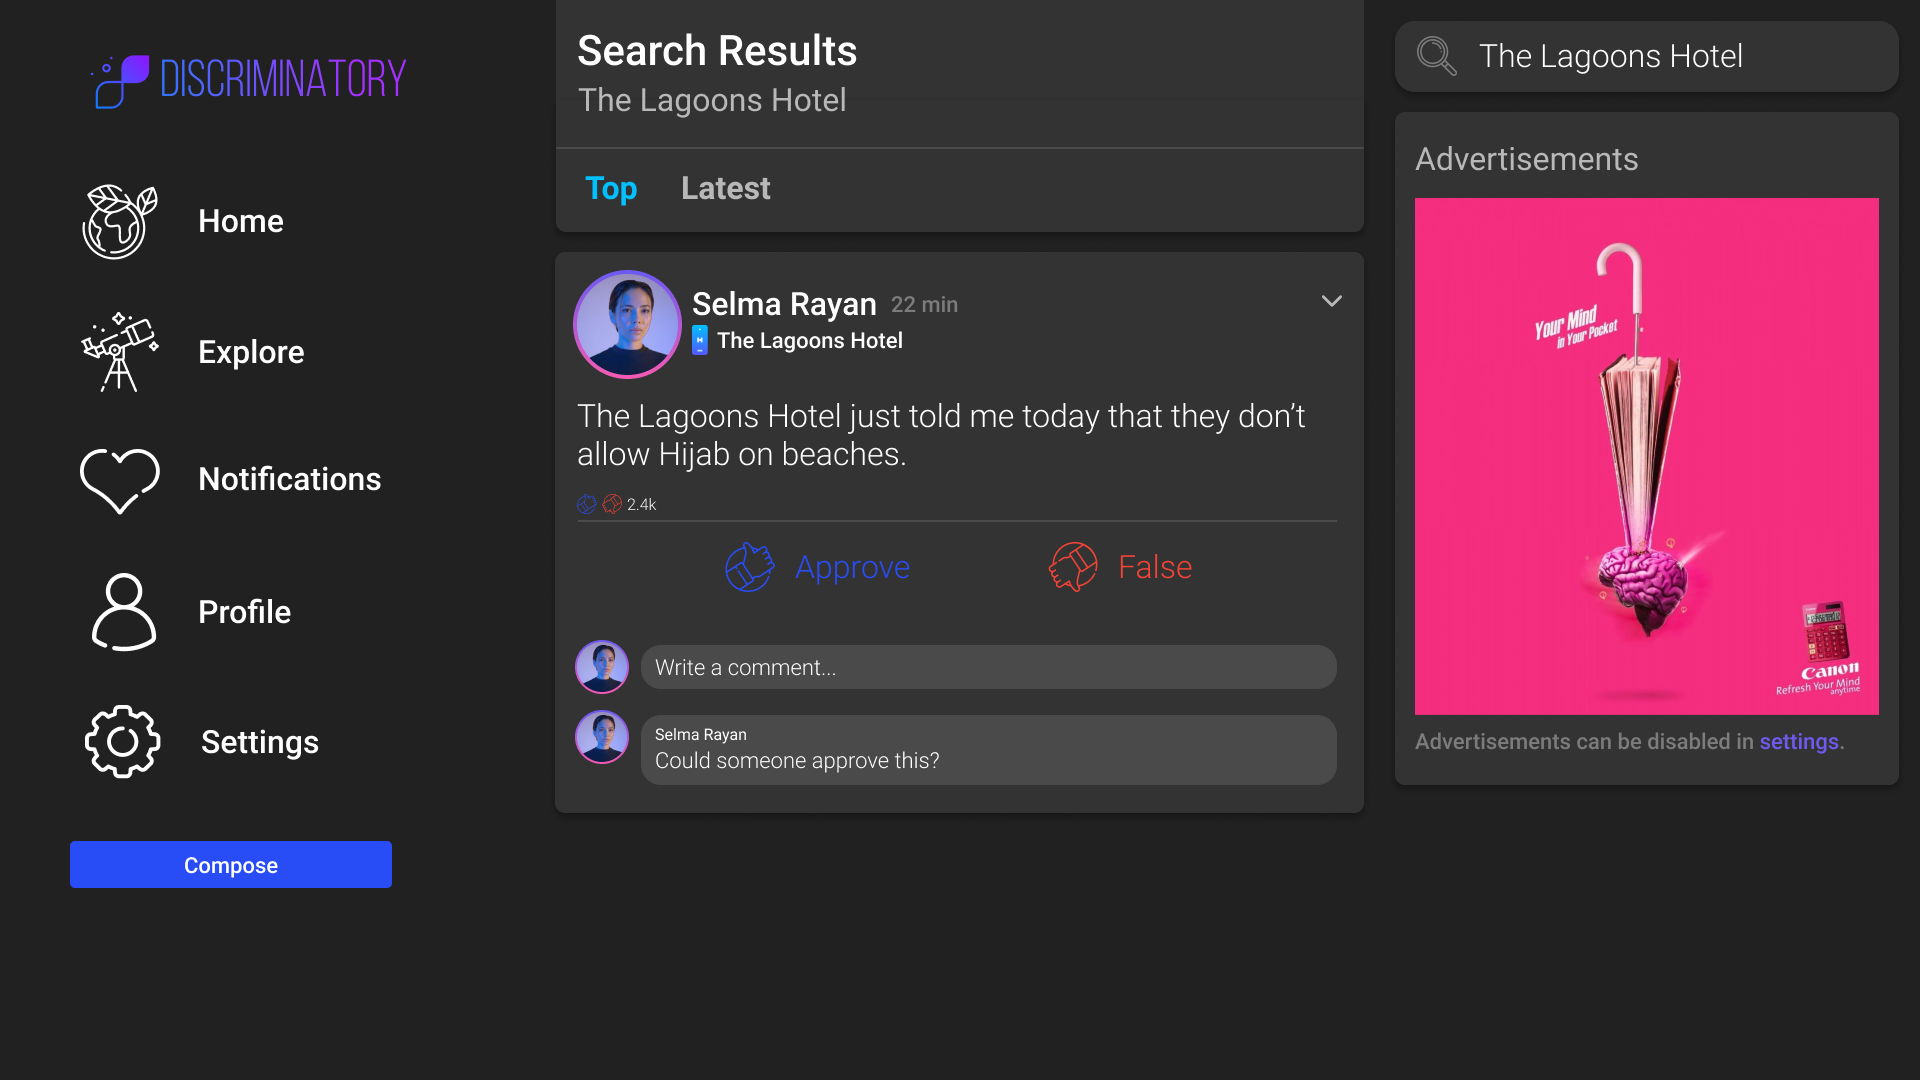 DISCRIMINATORY
Home
Explore
Notifications
Profile
Settings
Compose
Search Results
The Lagoons Hotel
Top
Latest
Selma Rayan 22 min
H
The Lagoons Hotel
The Lagoons Hotel just told me today that they don’t
allow Hijab on beaches.
2.4k
Approve
False
Write a comment...
Selma Rayan
Could someone approve this?
The Lagoons Hotel
Advertisements
Your Mind
in Your Pocket
Canon
Refresh Your Mind
anytime
Advertisements can be disabled in settings.